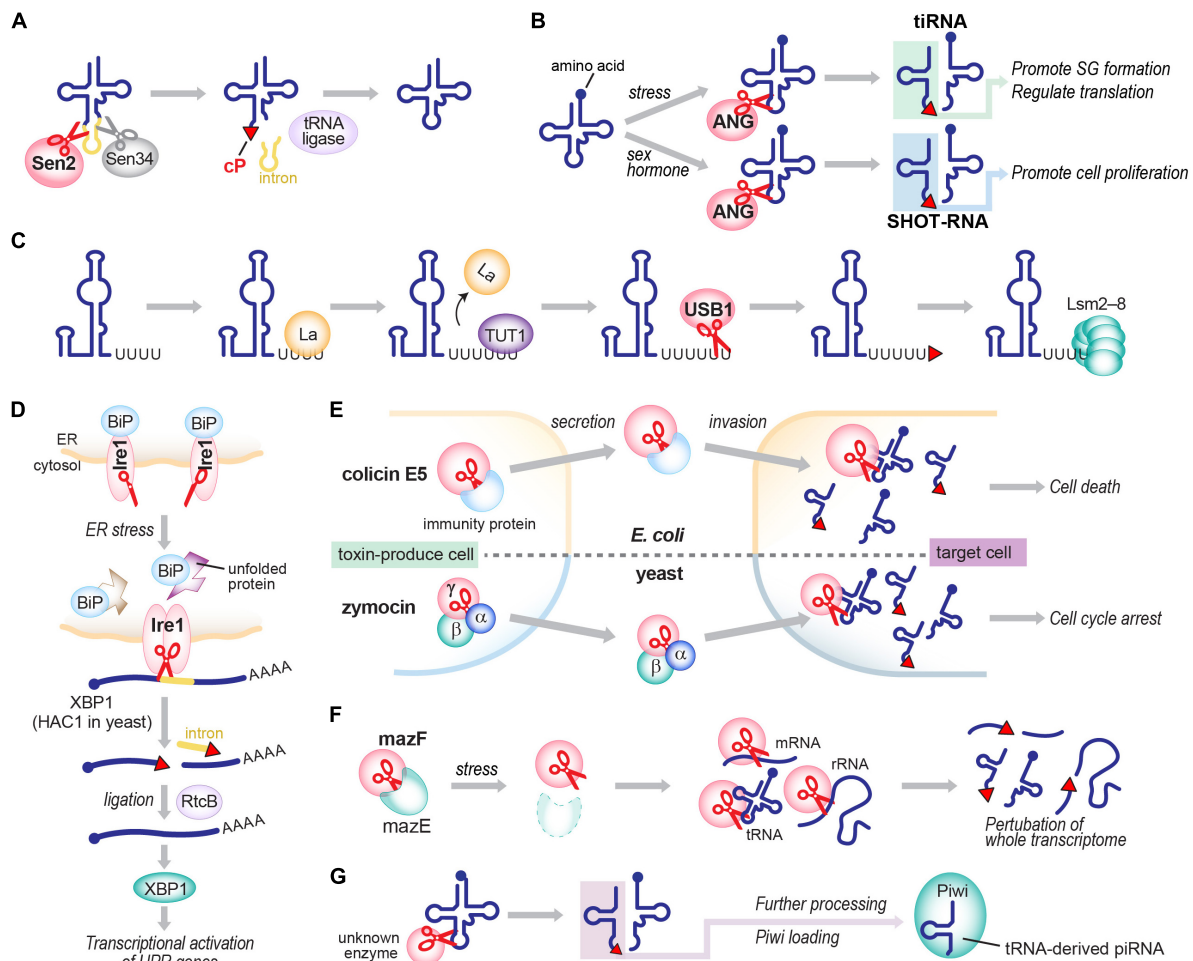 A
Sen2
Sen34
cP
intron
tRNA
ligase
B
amino acid
stress
sex
hormone
ANG
ANG
tiRNA
Promote SG formation
Regulate translation
Promote cell proliferation
SHOT-RNA
C
UUUU
La
UUUU
La
TUT1
UUUUUU
USB1
UUUUUU
UUUUU
Lsm2–8
UUUU
D
BiP
BiP
ER
cytosol
Ire1
Ire1
ER stress
BiP
BiP
unfolded
protein
Ire1
AAAA
XBP1
(HAC1 in yeast)
intron
AAAA
ligation
RtcB
AAAA
XBP1
Transcriptional activation
of UPR genes
E
secretion
invasion
colicin E5
immunity protein
Cell death
E. coli
toxin-produce cell
target cell
yeast
zymocin
γ
β
α
β
α
Cell cycle arrest
F
mazF
mazE
stress
mRNA
rRNA
tRNA
Pertubation of
whole transcriptome
G
unknown
enzyme
Further processing
Piwi loading
Piwi
tRNA-derived piRNA